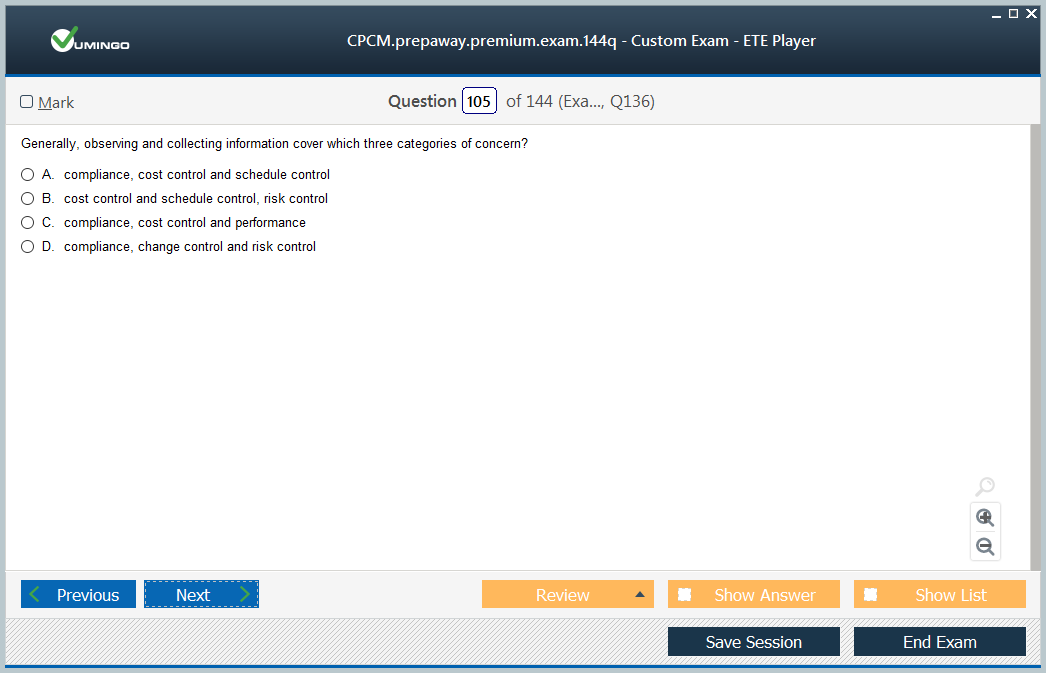 VUMINGO
CPCM.prepaway.premium.exam.144q - Custom Exam - ETE Player
Mark
Question 105 of 144 (Exa..., Q136)
Generally, observing and collecting information cover which three categories of concern?
A. compliance, cost control and schedule control
B. cost control and schedule control, risk control
C. compliance, cost control and performance
D. compliance, change control and risk control
Previous
Next
Review
Show Answer
Show List
Save Session
End Exam